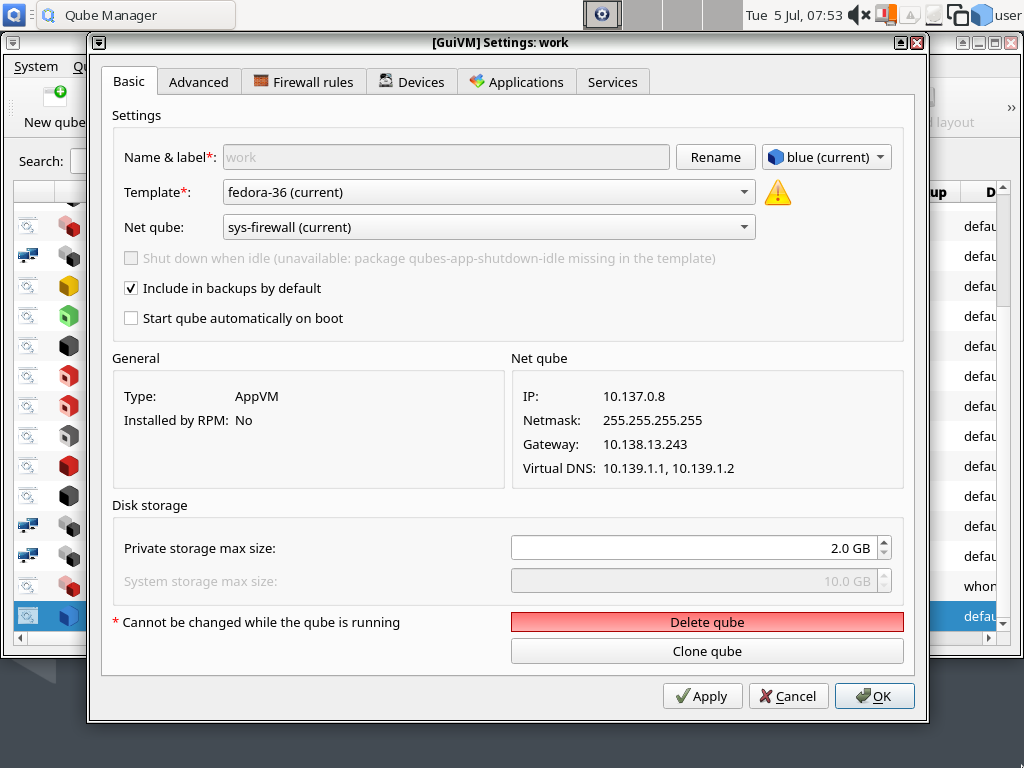 Qube Manager
Tue 5 Jul, 07:53
user
[GuiVM] Settings: work
System
New qube
Search:
Basic
Advanced
Firewall rules
Devices
Applications
Services
Settings
Name & label*:
work
Rename
blue (current)
Template*:
fedora-36 (current)
Net qube:
sys-firewall (current)
Shut down when idle (unavailable: package qubes-app-shutdown-idle missing in the template)
Include in backups by default
Start qube automatically on boot
General
Type: AppVM
Installed by RPM: No
Net qube
IP: 10.137.0.8
Netmask: 255.255.255.255
Gateway: 10.138.13.243
Virtual DNS: 10.139.1.1, 10.139.1.2
Disk storage
Private storage max size:
2.0 GB
System storage max size:
10.0 GB
* Cannot be changed while the qube is running
Delete qube
Clone qube
Apply
Cancel
OK
layout
up
D
defau
defau
defau
defau
defau
defau
defau
defau
defau
defau
defau
defau
whon
defau